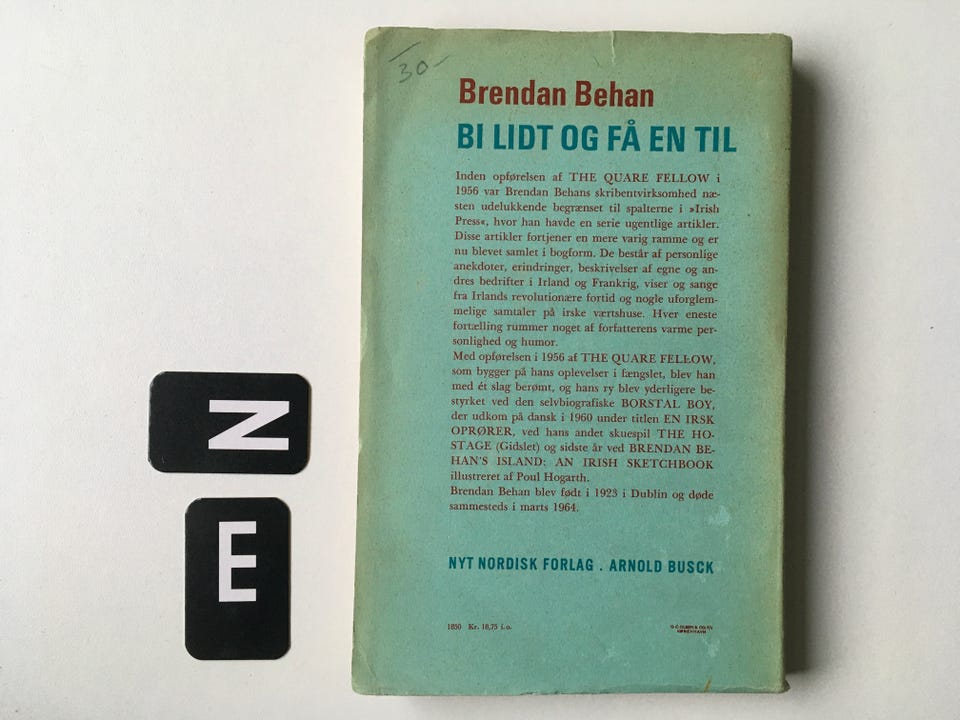 30-
Brendan Behan
BI LIDT OG FÅ EN TIL
Inden opførelsen af THE QUARE FELLOW i
1956 var Brendan Behans skribentvirksomhed næ-
sten udelukkende begrænset til spalterne i »Irish
Press«, hvor han havde en serie ugentlige artikler.
Disse artikler fortjener en mere varig ramme og er
nu blevet samlet i bogform. De består af personlige
anekdoter, erindringer, beskrivelser af egne og an-
dres bedrifter i Irland og Frankrig, viser og sange
fra Irlands revolutionære fortid og nogle uforglem-
melige samtaler på irske værtshuse. Hver eneste
fortælling rummer noget af forfatterens varme per-
sonlighed og humor.
Med opførelsen i 1956 af THE QUARE FELLOW,
som bygger på hans oplevelser i fængslet, blev han
med ét slag berømt, og hans ry blev yderligere be-
styrket ved den selvbiografiske BORSTAL BOY,
der udkom på dansk i 1960 under titlen EN IRSK
OPRØRER, ved hans andet skuespil THE HO-
STAGE (Gidslet) og sidste år ved BRENDAN BE-
HAN'S ISLAND: AN IRISH SKETCHBOOK
illustreret af Poul Hogarth.
Brendan Behan blev født i 1923 i Dublin og døde
sammesteds i marts 1964.
NYT NORDISK FORLAG . ARNOLD BUSCK
1850 Kr. 18,75 i.o.
KØBENHAVN
N
E